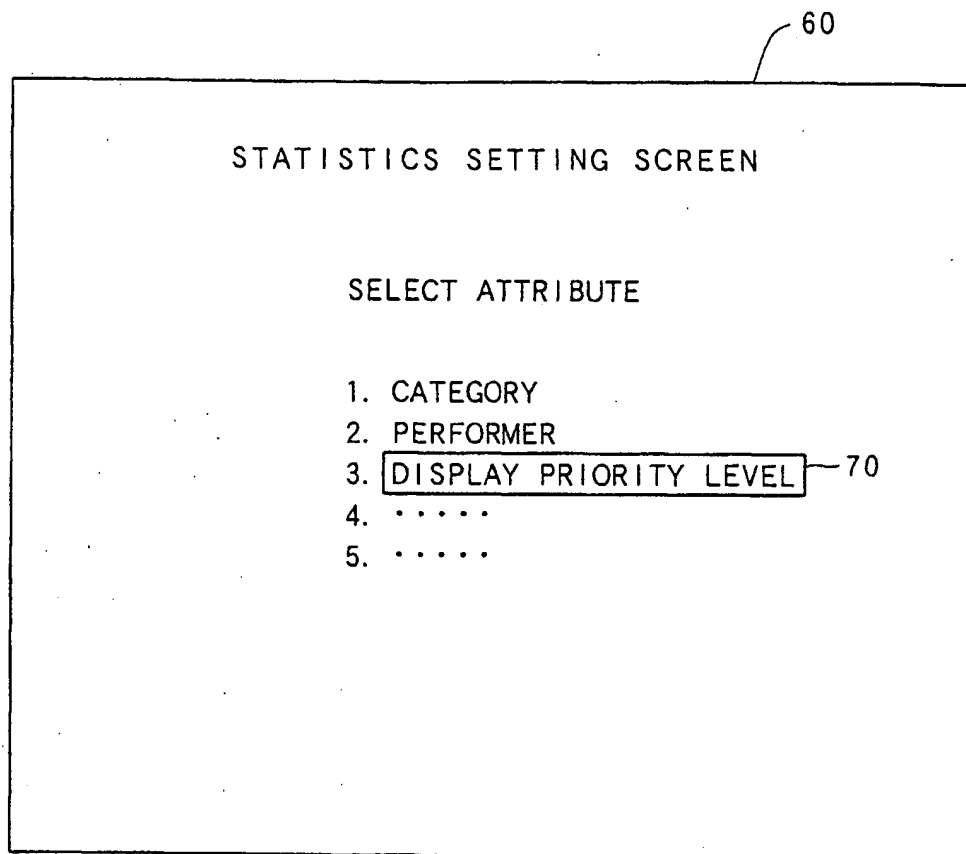 60
STATISTICS SETTING SCREEN
SELECT ATTRIBUTE
1. CATEGORY
2. PERFORMER
3. DISPLAY PRIORITY LEVEL 70
4. ·····
5. ·····